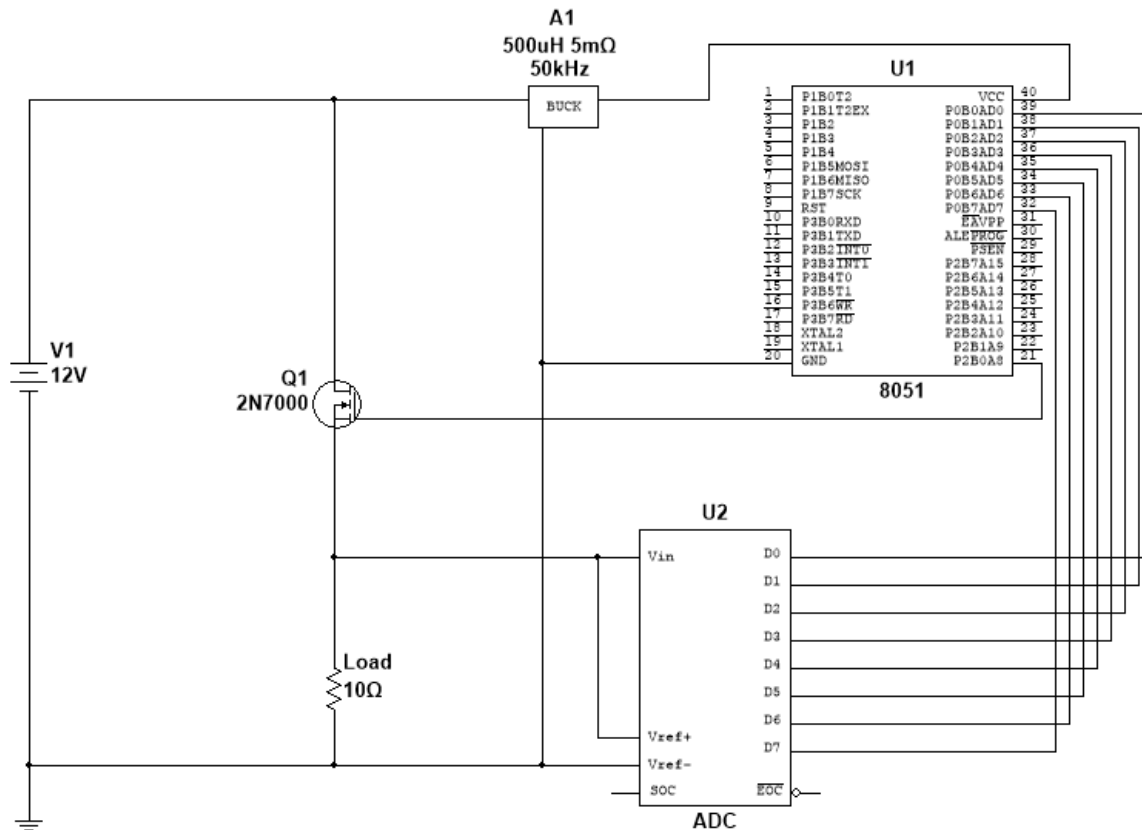 A1
500uH 5mΩ
50kHz
BUCK
U1
1 P1B0T2 VCC 40
2 P1B1T2EX P0B0AD0 39
3 P1B2 P0B1AD1 38
4 P1B3 P0B2AD2 37
5 P1B4 P0B3AD3 36
6 P1B5MOSI P0B4AD4 35
7 P1B6MISO P0B5AD5 34
8 P1B7SCK P0B6AD6 33
9 RST P0B7AD7 32
10 P3B0RXD EAVPP 31
11 P3B1TXD ALEPROG 30
12 P3B2INT0 PSEN 29
13 P3B3INT1 P2B7A15 28
14 P3B4T0 P2B6A14 27
15 P3B5T1 P2B5A13 26
16 P3B6WR P2B4A12 25
17 P3B7RD P2B3A11 24
18 XTAL2 P2B2A10 23
19 XTAL1 P2B1A9 22
20 GND P2B0A8 21
8051
V1
12V
Q1
2N7000
U2
Vin D0
D1
D2
D3
D4
D5
D6
Vref+ D7
Vref-
SOC EOC
ADC
Load
10Ω